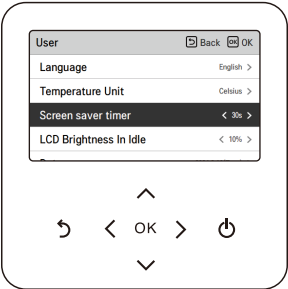 User Back OK OK
Language English >
Temperature Unit Celsius >
Screen saver timer < 30s >
LCD Brightness In Idle < 10% >
OK